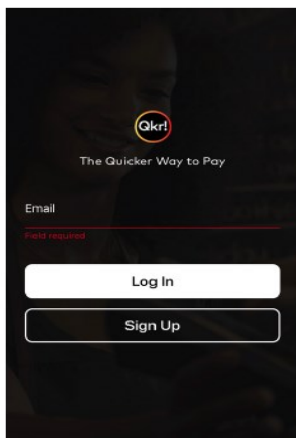 Qkr!
The Quicker Way to Pay
Email
Field required
Log In
Sign Up